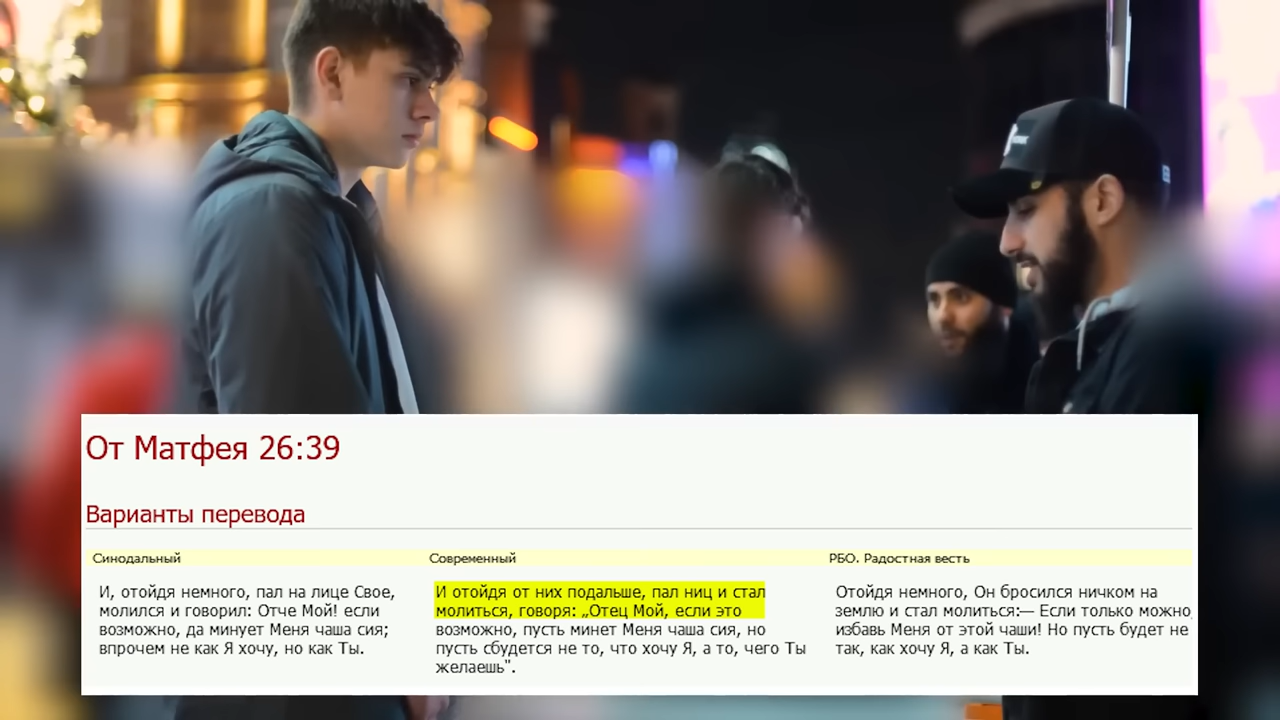 От Матфея 26:39
Варианты перевода
Синодальный
И, отойдя немного, пал на лице Свое,
молился и говорил: Отче Мой! если
возможно, да минует Меня чаша сия;
впрочем не как Я хочу, но как Ты.
Современный
И отойдя от них подальше, пал ниц и стал
молиться, говоря: „Отец Мой, если это
возможно, пусть минет Меня чаша сия, но
пусть сбудется не то, что хочу Я, а то, чего Ты
желаешь".
РБО. Радостная весть
Отойдя немного, Он бросился ничком на
землю и стал молиться:— Если только можно,
избавь Меня от этой чаши! Но пусть будет не
так, как хочу Я, а как Ты.